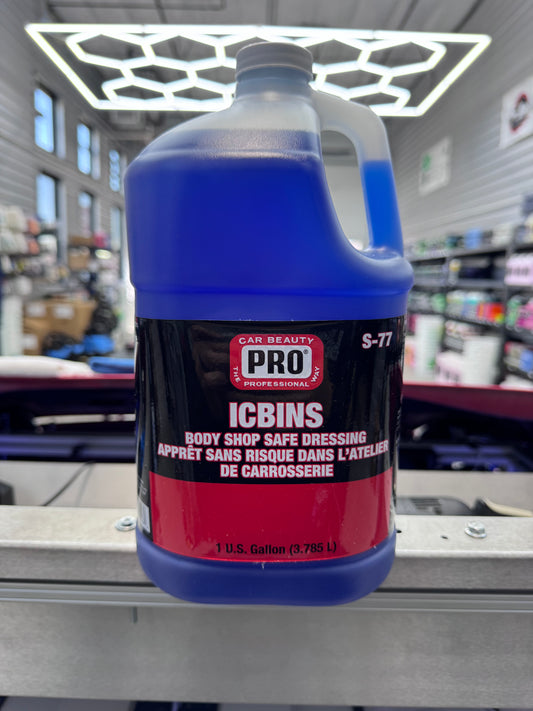 CAR BEAUTY
PRO®
THE PROFESSIONAL WAY
S-77
ICBINS
BODY SHOP SAFE DRESSING
APPRÊT SANS RISQUE DANS L'ATELIER
DE CARROSSERIE
1 U.S. Gallon (3.785 L)